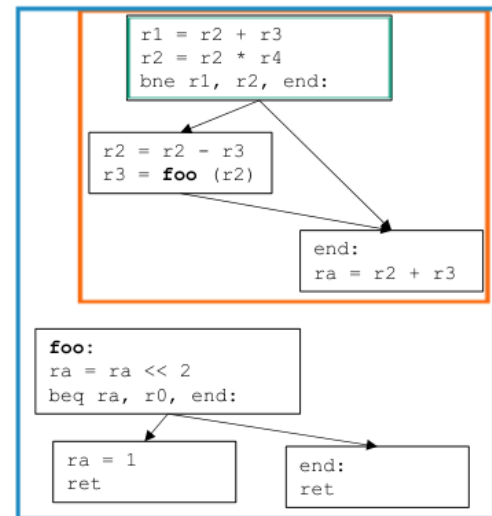 r1 = r2 + r3
r2 = r2 * r4
bne r1, r2, end:
r2 = r2 - r3
r3 = foo (r2)
end:
ra = r2 + r3
foo:
ra = ra << 2
beq ra, r0, end:
ra = 1
ret
end:
ret